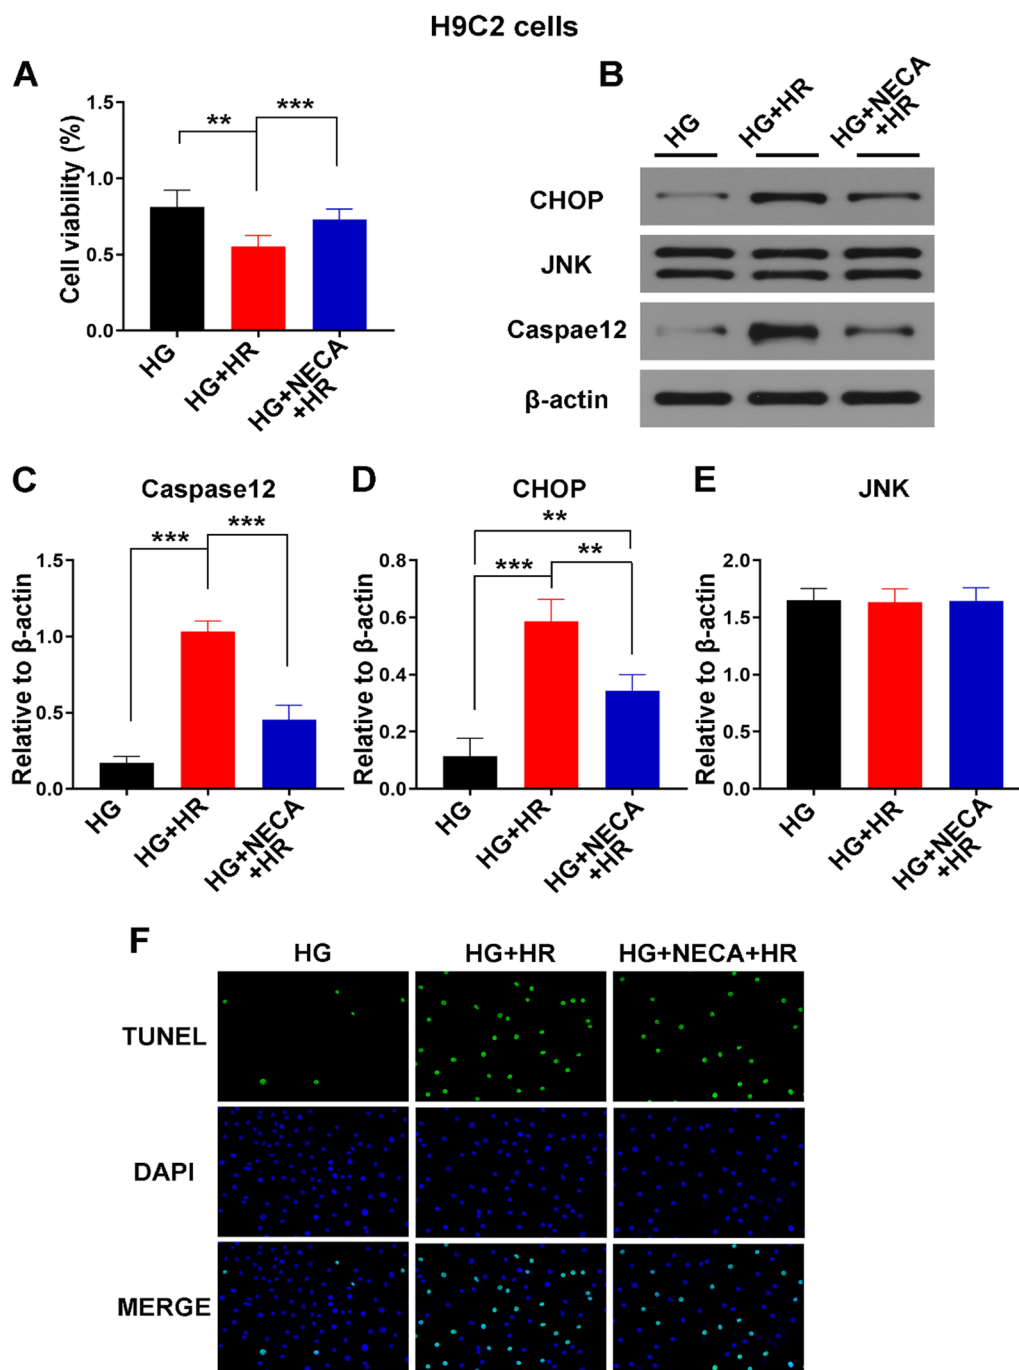 H9C2 cells
A
Cell viability (%)
1.5
1.0
0.5
0.0
**
***
HG
HG+HR
HG+NECA
+HR
B
HG
HG+HR
HG+NECA
+HR
CHOP
JNK
Caspae12
β-actin
C
Caspase12
Relative to β-actin
1.5
1.0
0.5
0.0
***
***
HG
HG+HR
HG+NECA
+HR
D
CHOP
Relative to β-actin
0.8
0.6
0.4
0.2
0.0
**
***
**
HG
HG+HR
HG+NECA
+HR
E
JNK
Relative to β-actin
2.0
1.5
1.0
0.5
0.0
HG
HG+HR
HG+NECA
+HR
F
HG
HG+HR
HG+NECA+HR
TUNEL
DAPI
MERGE